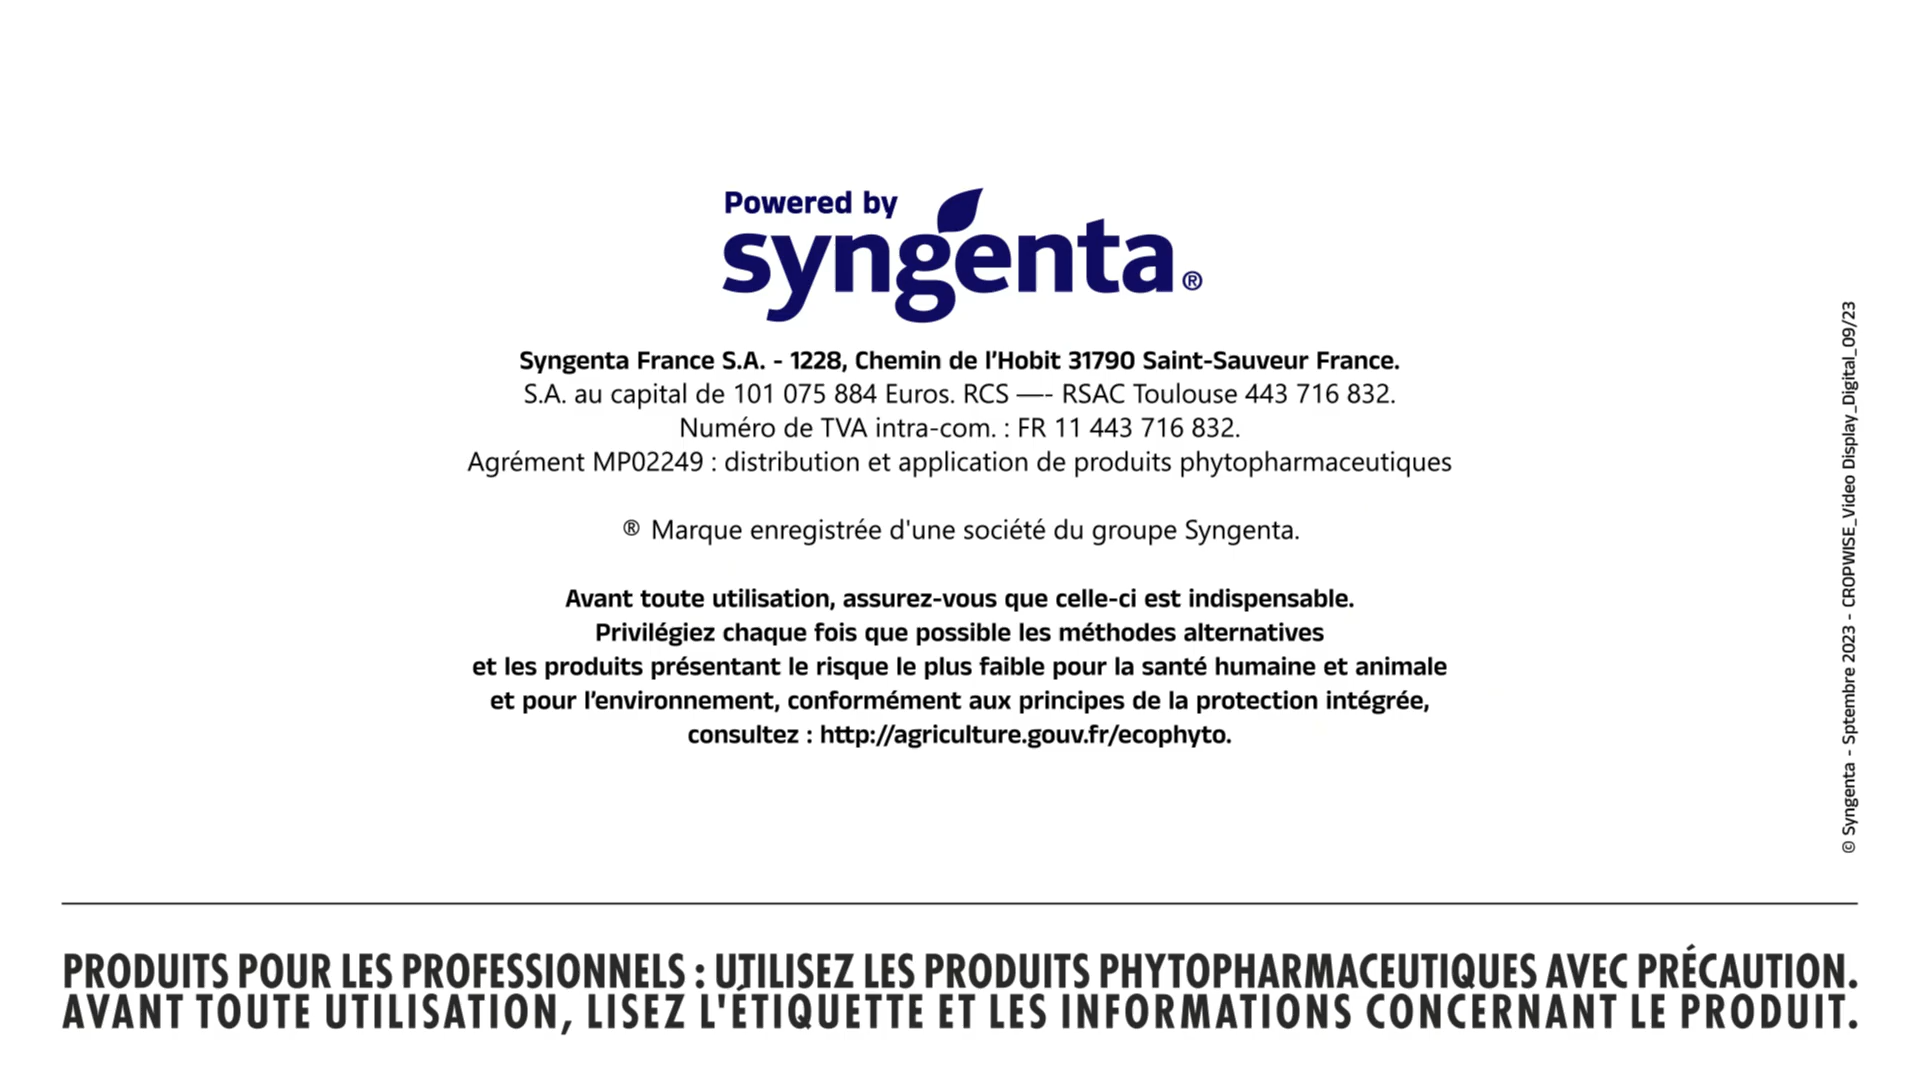 Powered by
syngenta®
Syngenta France S.A. - 1228, Chemin de l’Hobit 31790 Saint-Sauveur France.
S.A. au capital de 101 075 884 Euros. RCS —- RSAC Toulouse 443 716 832.
Numéro de TVA intra-com. : FR 11 443 716 832.
Agrément MP02249 : distribution et application de produits phytopharmaceutiques
® Marque enregistrée d'une société du groupe Syngenta.
Avant toute utilisation, assurez-vous que celle-ci est indispensable.
Privilégiez chaque fois que possible les méthodes alternatives
et les produits présentant le risque le plus faible pour la santé humaine et animale
et pour l’environnement, conformément aux principes de la protection intégrée,
consultez : http://agriculture.gouv.fr/ecophyto.
© Syngenta - Sptembre 2023 - CROPWISE_Video Display_Digital_09/23
PRODUITS POUR LES PROFESSIONNELS : UTILISEZ LES PRODUITS PHYTOPHARMACEUTIQUES AVEC PRÉCAUTION.
AVANT TOUTE UTILISATION, LISEZ L'ÉTIQUETTE ET LES INFORMATIONS CONCERNANT LE PRODUIT.